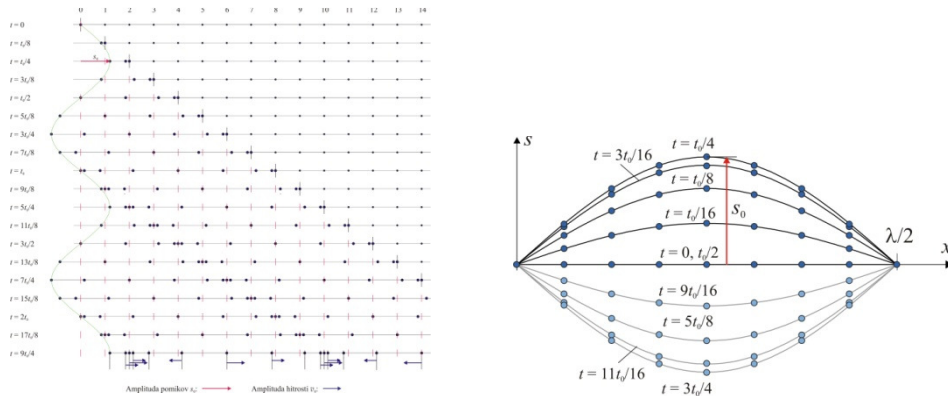 0 1 2 3 4 5 6 7 8 9 10 11 12 13 14
t = 0
t = t₀/8
t = t₀/4
s₀
t = 3t₀/8
t = t₀/2
t = 5t₀/8
t = 3t₀/4
t = 7t₀/8
t = t₀
t = 9t₀/8
t = 5t₀/4
t = 11t₀/8
t = 3t₀/2
t = 13t₀/8
t = 7t₀/4
t = 15t₀/8
t = 2t₀
t = 17t₀/8
t = 9t₀/4
Amplituda pomikov s₀: Amplituda hitrosti v₀:
s
t = t₀/4
t = 3t₀/16
t = t₀/8
s₀
t = t₀/16
λ/2
t = 0, t₀/2
x
t = 9t₀/16
t = 5t₀/8
t = 11t₀/16
t = 3t₀/4